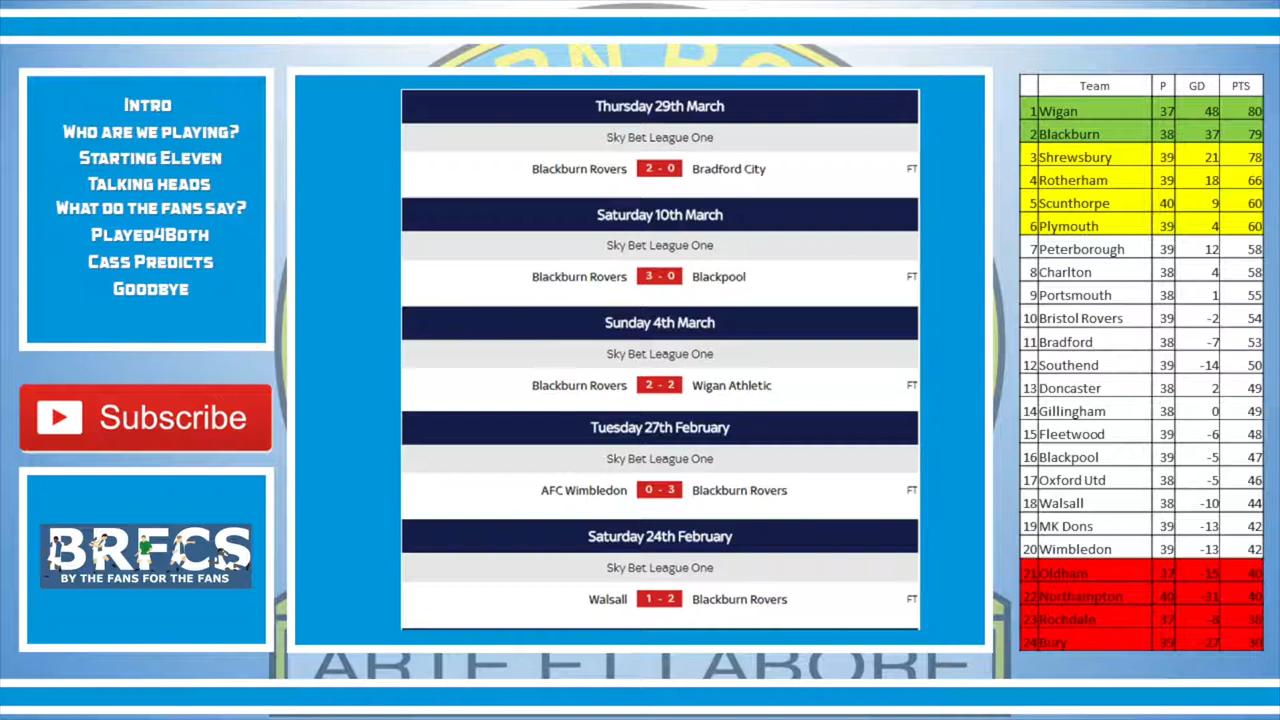 RN RO
INTRO
WHO ARE WE PLAYING?
STARTING ELEVEN
TALKING HEADS
WHAT DO THE FANS SAY?
PLAYED4BOTH
CASS PREDICTS
GOODBYE
Subscribe
BRFCS
BY THE FANS FOR THE FANS
Thursday 29th March
Sky Bet League One
Blackburn Rovers 2 - 0 Bradford City FT
Saturday 10th March
Sky Bet League One
Blackburn Rovers 3 - 0 Blackpool FT
Sunday 4th March
Sky Bet League One
Blackburn Rovers 2 - 2 Wigan Athletic FT
Tuesday 27th February
Sky Bet League One
AFC Wimbledon 0 - 3 Blackburn Rovers FT
Saturday 24th February
Sky Bet League One
Walsall 1 - 2 Blackburn Rovers FT
Team P GD PTS
1 Wigan 37 48 80
2 Blackburn 38 37 79
3 Shrewsbury 39 21 78
4 Rotherham 39 18 66
5 Scunthorpe 40 9 60
6 Plymouth 39 4 60
7 Peterborough 39 12 58
8 Charlton 38 4 58
9 Portsmouth 38 1 55
10 Bristol Rovers 39 -2 54
11 Bradford 38 -7 53
12 Southend 39 -14 50
13 Doncaster 38 2 49
14 Gillingham 38 0 49
15 Fleetwood 39 -6 48
16 Blackpool 39 -5 47
17 Oxford Utd 38 -5 46
18 Walsall 38 -10 44
19 MK Dons 39 -13 42
20 Wimbledon 39 -13 42
21 Oldham 37 -15 40
22 Northampton 40 -31 40
23 Rochdale 37 -8 38
24 Bury 39 -27 30
ARTE ET LABORE